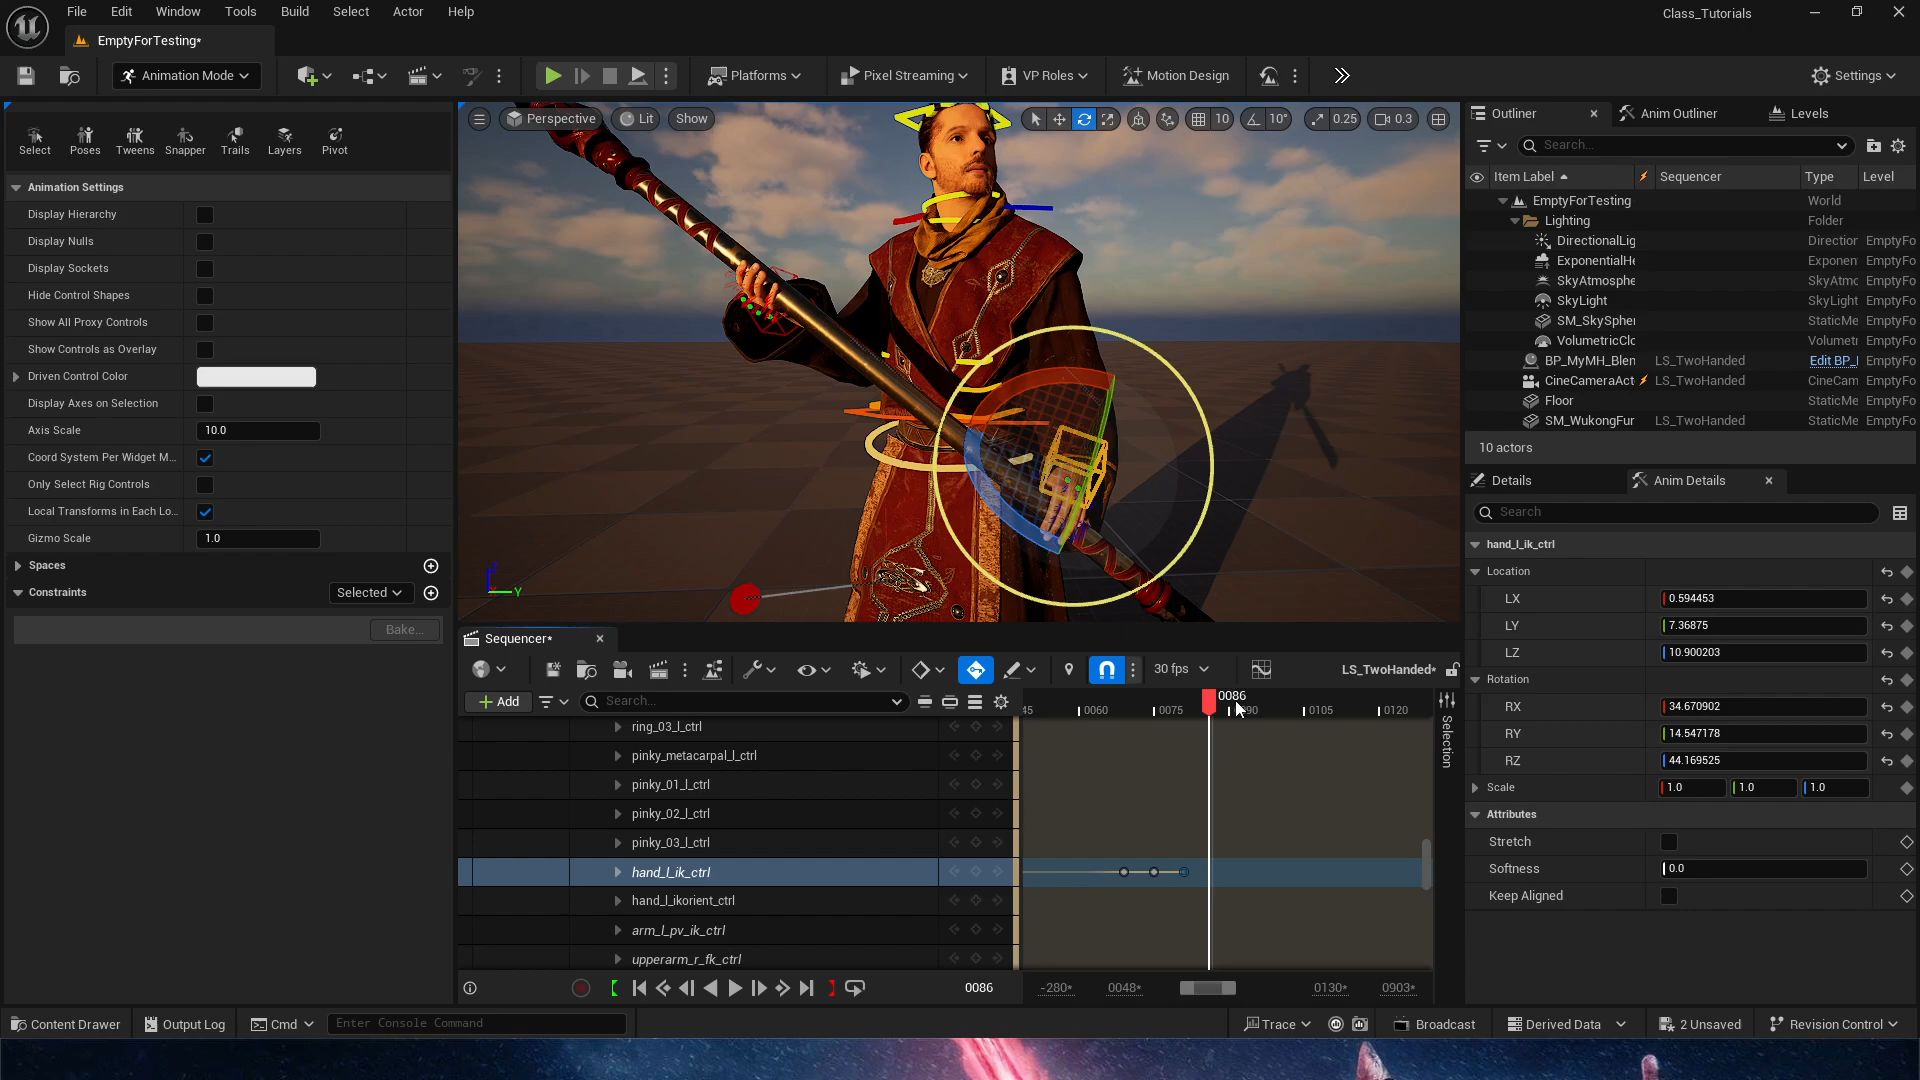 File Edit Window Tools Build Select Actor Help
Class_Tutorials
EmptyForTesting*
Animation Mode
Platforms
Pixel Streaming
VP Roles
Motion Design
Settings
Select Poses Tweens Snapper Trails Layers Pivot
Animation Settings
Display Hierarchy
Display Nulls
Display Sockets
Hide Control Shapes
Show All Proxy Controls
Show Controls as Overlay
Driven Control Color
Display Axes on Selection
Axis Scale 10.0
Coord System Per Widget M...
Only Select Rig Controls
Local Transforms in Each Lo...
Gizmo Scale 1.0
Spaces
Constraints Selected
Bake...
Perspective Lit Show
10 10° 0.25 0.3
Y
Outliner Anim Outliner Levels
Search...
Item Label Sequencer Type Level
EmptyForTesting World
Lighting Folder
DirectionalLig Direction EmptyFo
ExponentialHe Exponen EmptyFo
SkyAtmosphe SkyAtmo EmptyFo
SkyLight SkyLight EmptyFo
SM_SkySpher StaticMe EmptyFo
VolumetricClo Volumetr EmptyFo
BP_MyMH_Blen LS_TwoHanded Edit BP_I EmptyFo
CineCameraAct LS_TwoHanded CineCam EmptyFo
Floor StaticMe EmptyFo
SM_WukongFur LS_TwoHanded StaticMe EmptyFo
10 actors
Details Anim Details
Search
hand_l_ik_ctrl
Location
LX 0.594453
LY 7.36875
LZ 10.900203
Rotation
RX 34.670902
RY 14.547178
RZ 44.169525
Scale 1.0 1.0 1.0
Attributes
Stretch
Softness 0.0
Keep Aligned
Sequencer*
30 fps
LS_TwoHanded*
Add
Search...
0086
45 0060 0075 0090 0105 0120
Selection
ring_03_l_ctrl
pinky_metacarpal_l_ctrl
pinky_01_l_ctrl
pinky_02_l_ctrl
pinky_03_l_ctrl
hand_l_ik_ctrl
hand_l_ikorient_ctrl
arm_l_pv_ik_ctrl
upperarm_r_fk_ctrl
0086
-280* 0048* 0130* 0903*
Content Drawer Output Log Cmd Enter Console Command
Trace Broadcast Derived Data 2 Unsaved Revision Control